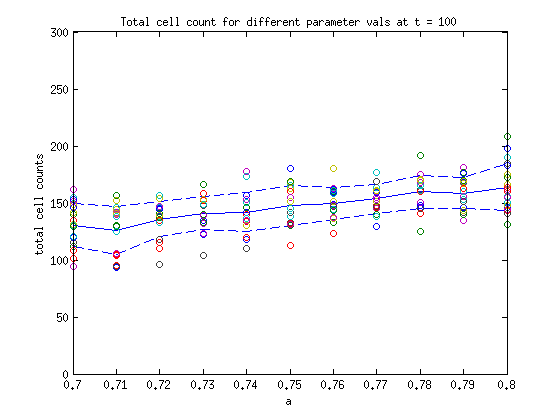 Total cell count for different parameter vals at t = 100
300
250
200
150
100
50
0
total cell counts
0.7 0.71 0.72 0.73 0.74 0.75 0.76 0.77 0.78 0.79 0.8
a